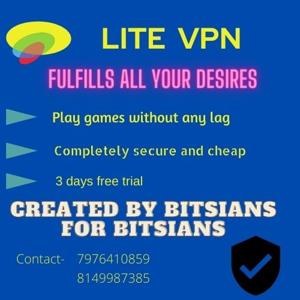 LITE VPN
FULFILLS ALL YOUR DESIRES
Play games without any lag
Completely secure and cheap
3 days free trial
CREATED BY BITSIANS
FOR BITSIANS
Contact- 7976410859
8149987385